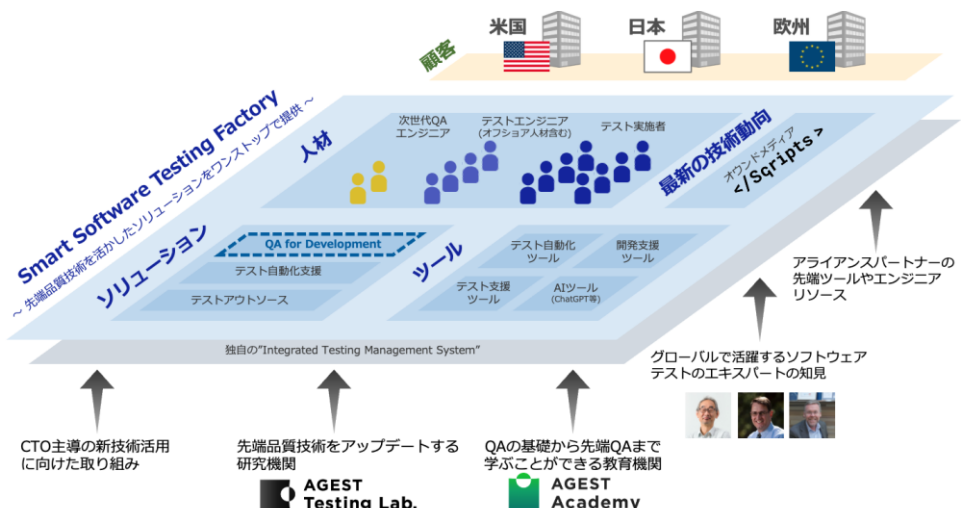 米国
日本
欧州
顧客
Smart Software Testing Factory
～ 先端品質技術を活かしたソリューションをワンストップで提供 ～
人材
次世代QA
エンジニア
テストエンジニア
(オフショア人材含む)
テスト実施者
最新の技術動向
オウンドメディア
</Sqripts>
ソリューション
QA for Development
テスト自動化支援
テストアウトソース
ツール
テスト自動化
ツール
開発支援
ツール
テスト支援
ツール
AIツール
(ChatGPT等)
独自の"Integrated Testing Management System"
アライアンスパートナーの
先端ツールやエンジニア
リソース
グローバルで活躍するソフトウェア
テストのエキスパートの知見
CTO主導の新技術活用
に向けた取り組み
先端品質技術をアップデートする
研究機関
AGEST
Testing Lab.
QAの基礎から先端QAまで
学ぶことができる教育機関
AGEST
Academy